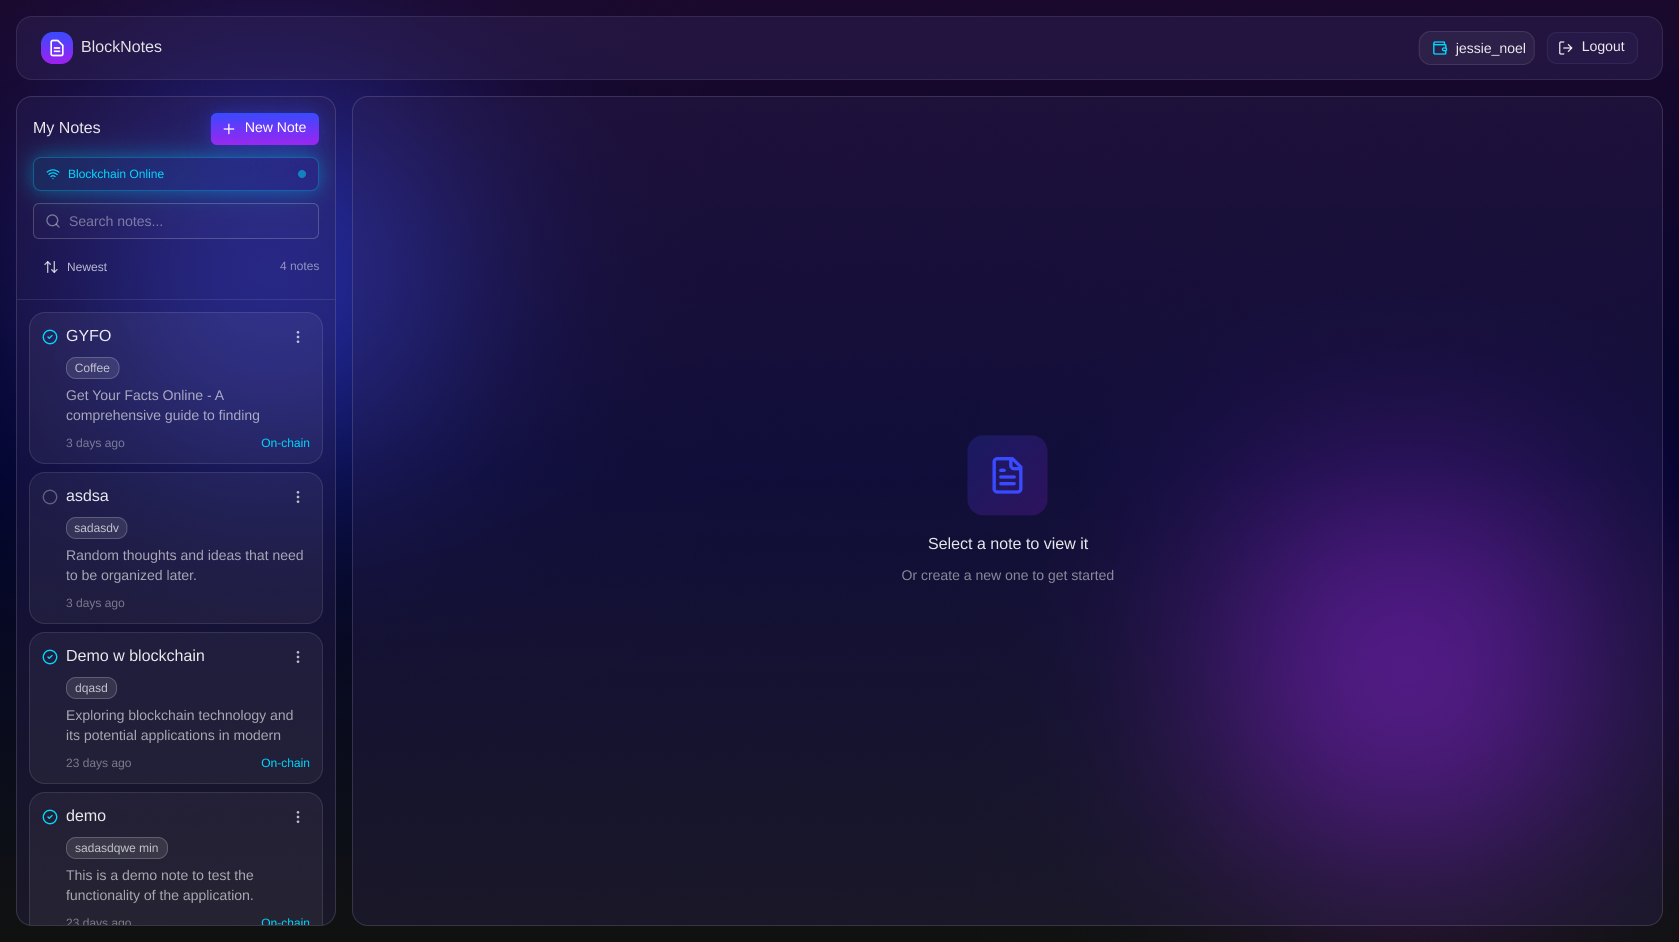 BlockNotes
jessie_noel
Logout
My Notes
New Note
Blockchain Online
Search notes...
Newest
4 notes
GYFO
Coffee
Get Your Facts Online - A
comprehensive guide to finding
3 days ago
On-chain
asdsa
sadasdv
Random thoughts and ideas that need
to be organized later.
3 days ago
Demo w blockchain
dqasd
Exploring blockchain technology and
its potential applications in modern
23 days ago
On-chain
demo
sadasdqwe min
This is a demo note to test the
functionality of the application.
23 days ago
On-chain
Select a note to view it
Or create a new one to get started